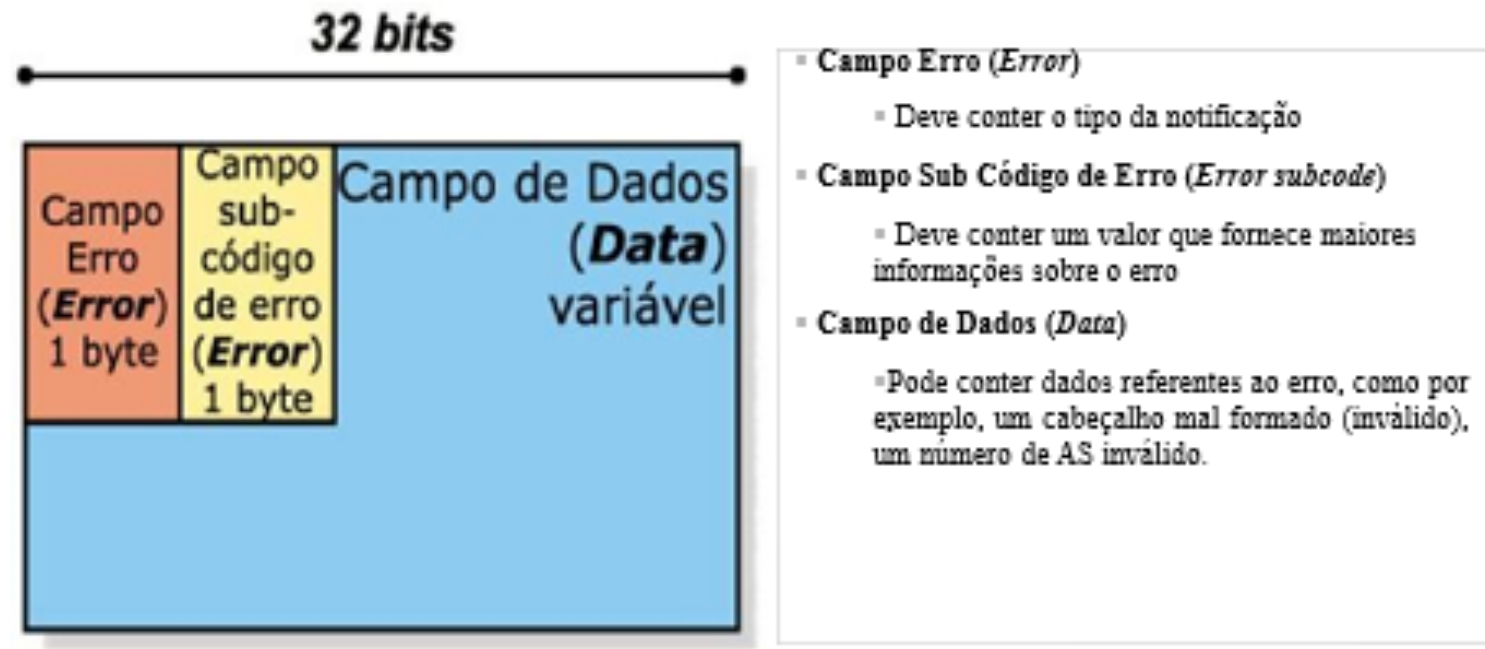 32 bits
Campo
Erro
(Error)
1 byte
Campo
sub-
código
de erro
(Error)
1 byte
Campo de Dados
(Data)
variável
Campo Erro (Error)
Deve conter o tipo da notificação
Campo Sub Código de Erro (Error subcode)
Deve conter um valor que fornece maiores
informações sobre o erro
Campo de Dados (Data)
Pode conter dados referentes ao erro, como por
exemplo, um cabeçalho mal formado (inválido),
um número de AS inválido.